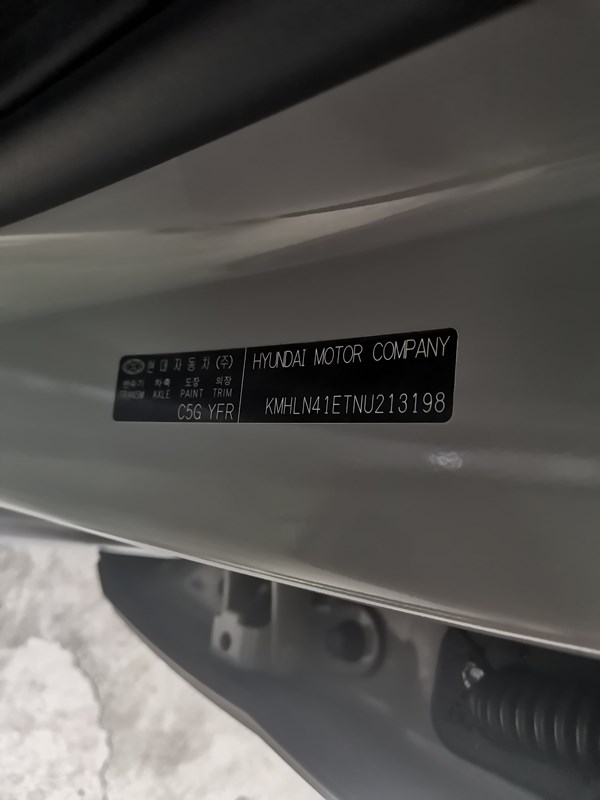 현대자동차(주)
변속기 차축 도장 의장
TRANSM AXLE PAINT TRIM
C5G YFR
HYUNDAI MOTOR COMPANY
KMHLN41ETNU213198